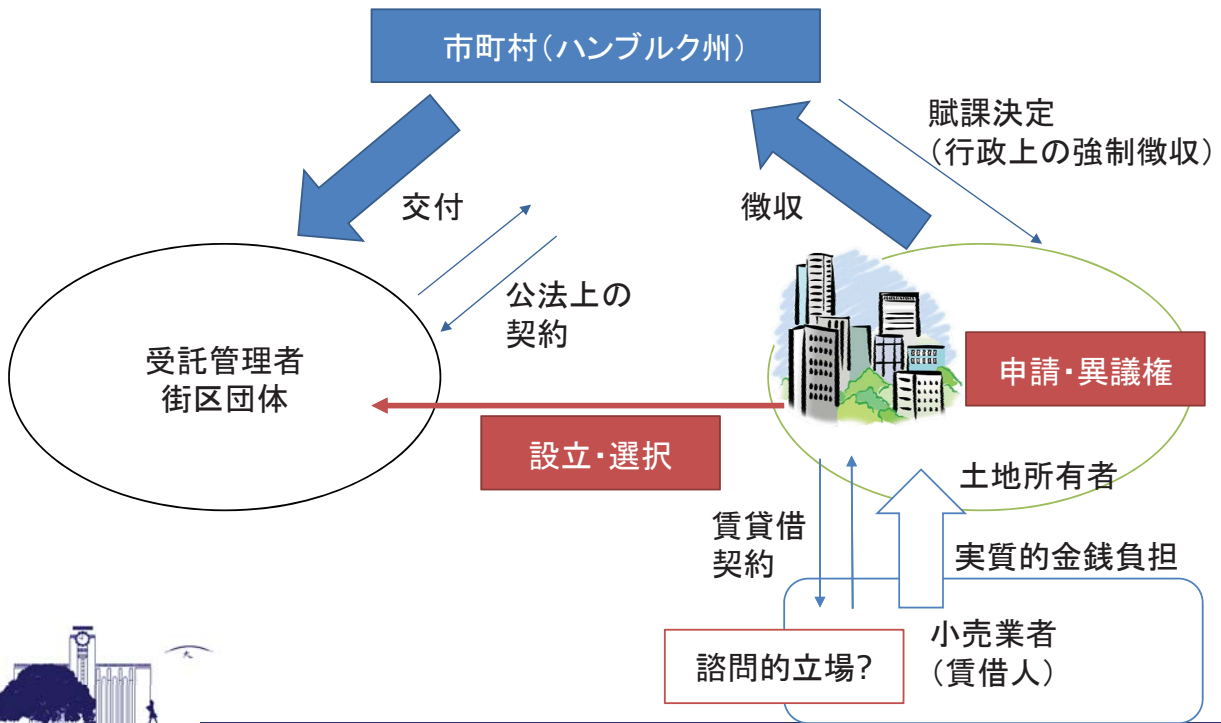 市町村（ハンブルク州）
賦課決定
（行政上の強制徴収）
交付
徴収
公法上の
契約
受託管理者
街区団体
申請・異議権
設立・選択
土地所有者
賃貸借
契約
実質的金銭負担
小売業者
（賃借人）
諮問的立場？